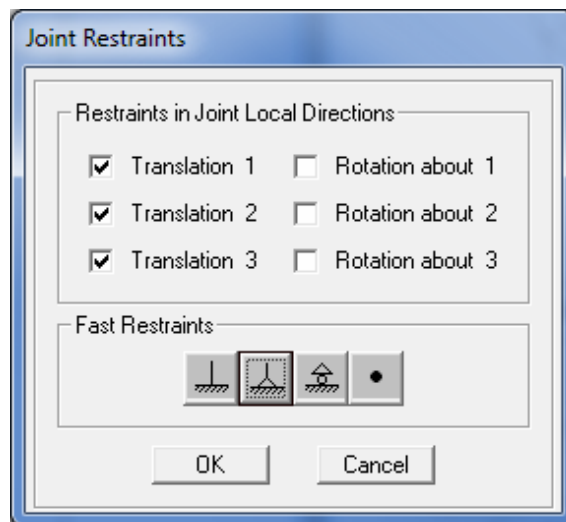 Joint Restraints
Restraints in Joint Local Directions
Translation 1 Rotation about 1
Translation 2 Rotation about 2
Translation 3 Rotation about 3
Fast Restraints
OK Cancel